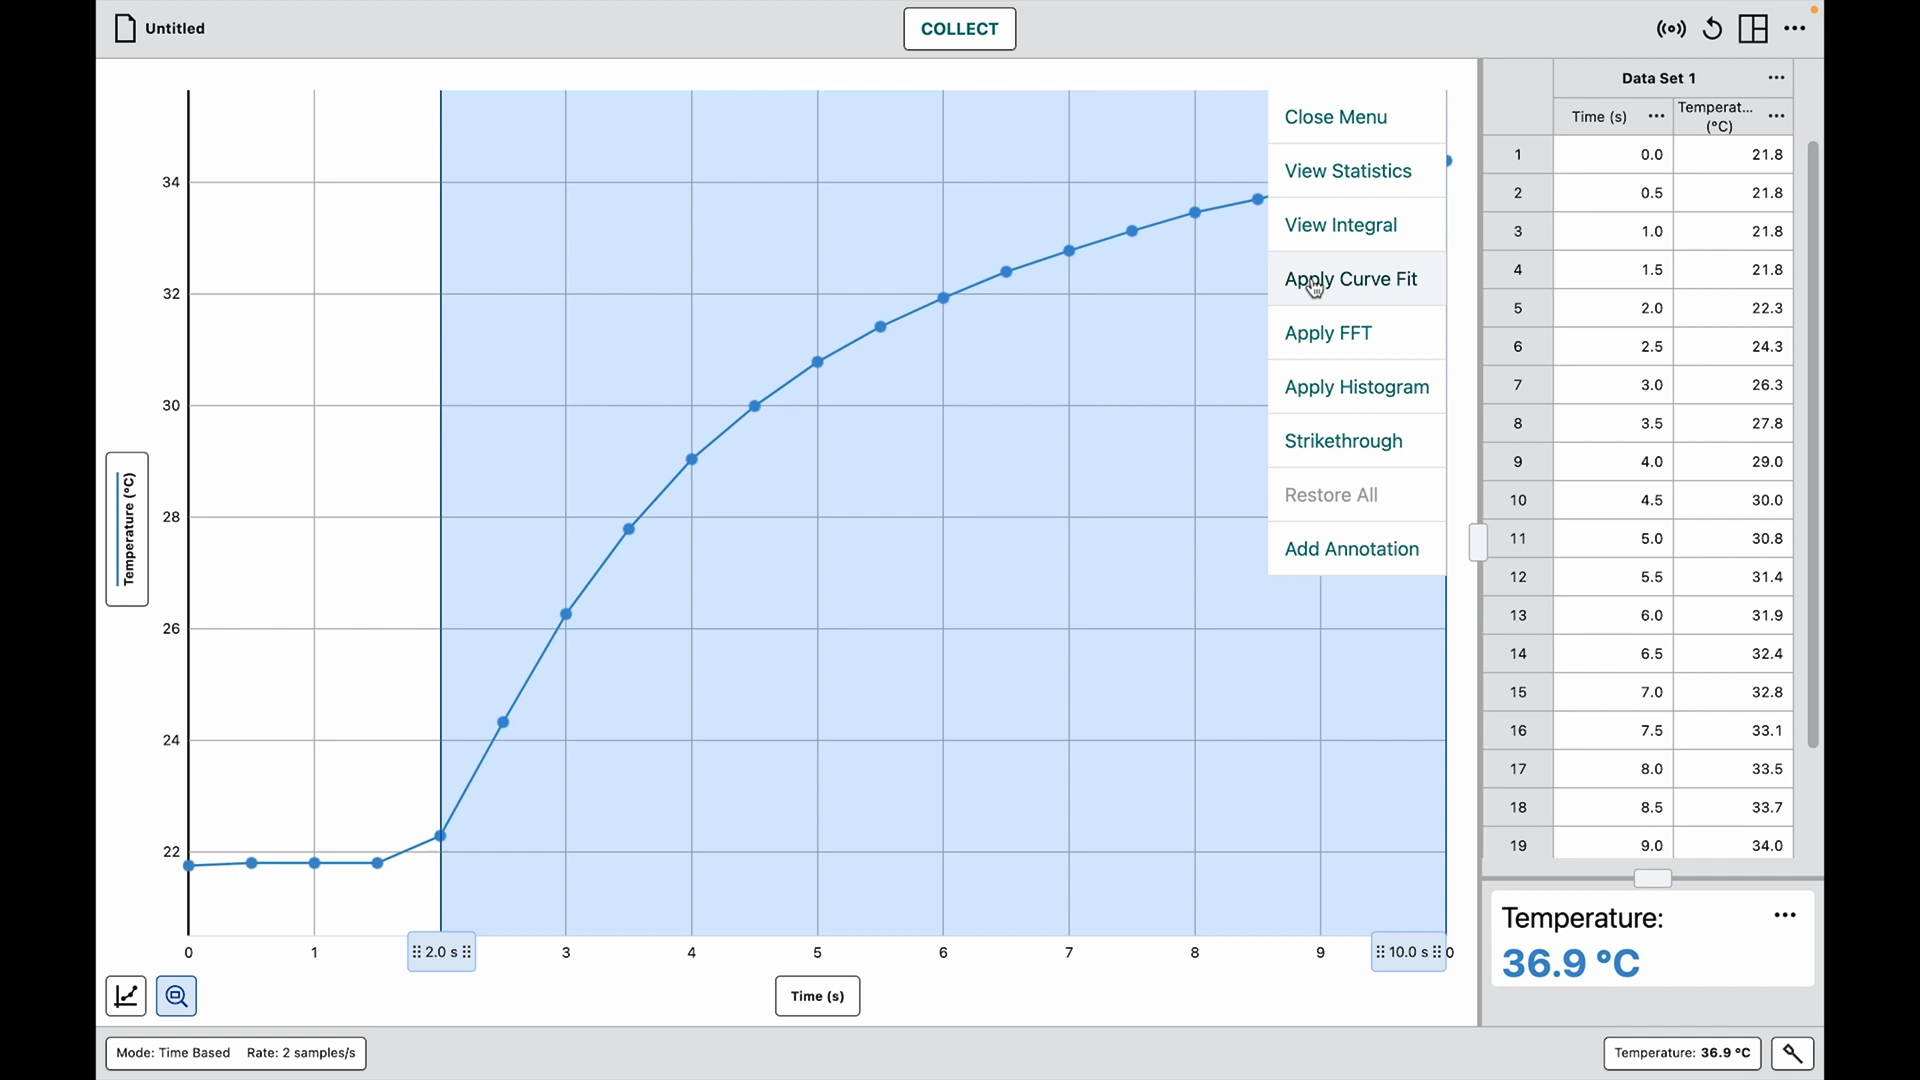 Untitled
COLLECT
Close Menu
View Statistics
View Integral
Apply Curve Fit
Apply FFT
Apply Histogram
Strikethrough
Restore All
Add Annotation
34
32
30
28
26
24
22
Temperature (°C)
0
1
2.0 s
3
4
5
6
7
8
9
10.0 s
0
Time (s)
Data Set 1
Time (s)
Temperat...
(°C)
1 0.0 21.8
2 0.5 21.8
3 1.0 21.8
4 1.5 21.8
5 2.0 22.3
6 2.5 24.3
7 3.0 26.3
8 3.5 27.8
9 4.0 29.0
10 4.5 30.0
11 5.0 30.8
12 5.5 31.4
13 6.0 31.9
14 6.5 32.4
15 7.0 32.8
16 7.5 33.1
17 8.0 33.5
18 8.5 33.7
19 9.0 34.0
Temperature:
36.9 °C
Mode: Time Based Rate: 2 samples/s
Temperature: 36.9 °C